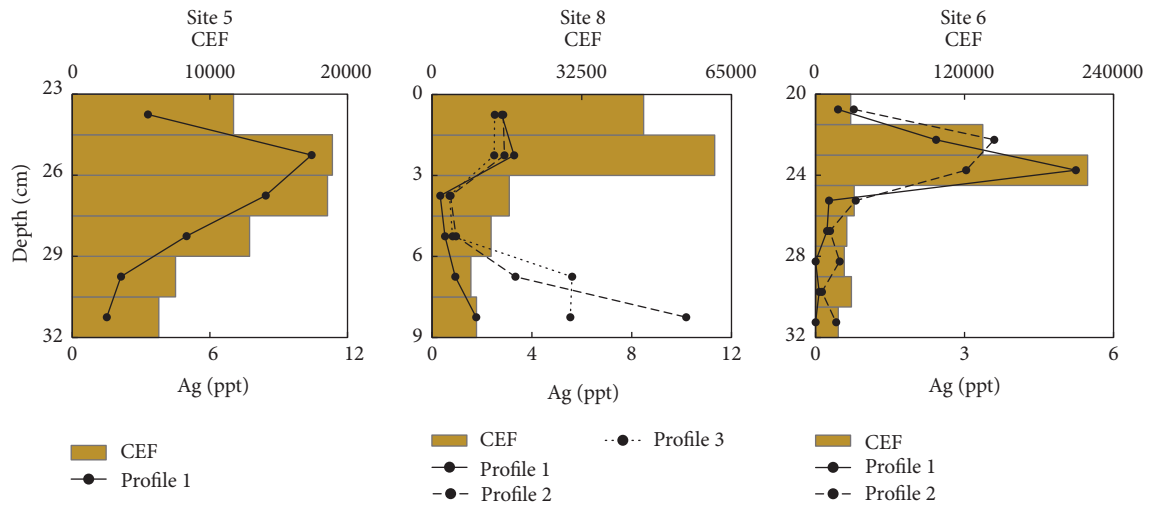 Site 5
CEF
0 10000 20000
Depth (cm)
23
26
29
32
0 6 12
Ag (ppt)
CEF
Profile 1
Site 8
CEF
0 32500 65000
0
3
6
9
0 4 8 12
Ag (ppt)
CEF
Profile 1
Profile 2
Profile 3
Site 6
CEF
0 120000 240000
20
24
28
32
0 3 6
Ag (ppt)
CEF
Profile 1
Profile 2